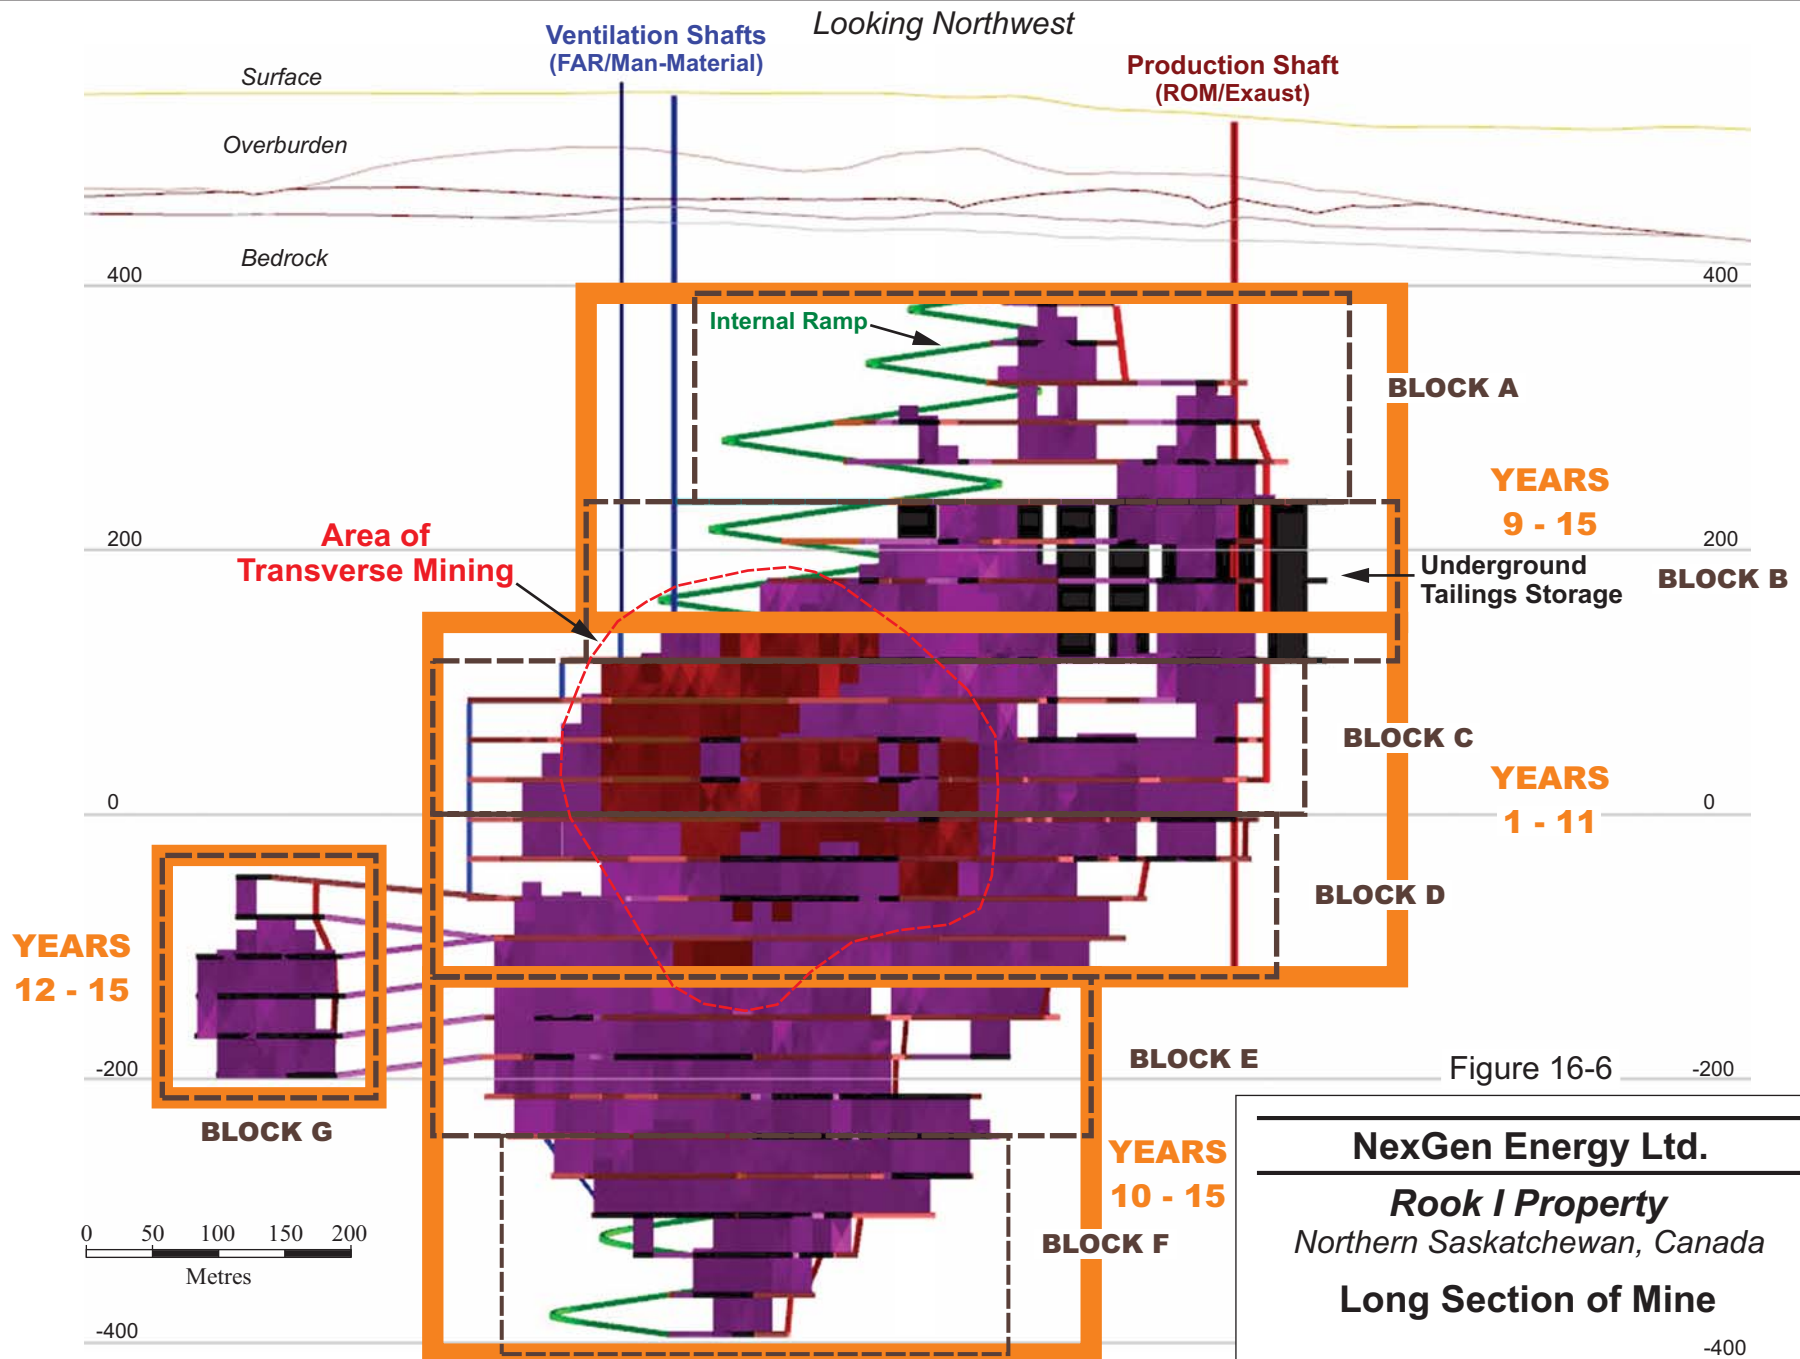 Looking Northwest
Ventilation Shafts
(FAR/Man-Material)
Production Shaft
(ROM/Exaust)
Surface
Overburden
Bedrock
400
400
Internal Ramp
BLOCK A
YEARS
9 - 15
Area of
Transverse Mining
200
200
Underground
Tailings Storage
BLOCK B
BLOCK C
YEARS
1 - 11
0
0
BLOCK D
YEARS
12 - 15
BLOCK E
Figure 16-6
-200
-200
BLOCK G
YEARS
10 - 15
BLOCK F
0 50 100 150 200
Metres
NexGen Energy Ltd.
Rook I Property
Northern Saskatchewan, Canada
Long Section of Mine
-400
-400